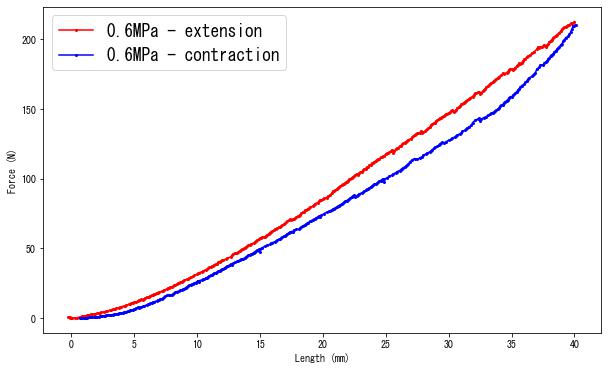 0.6MPa - extension
0.6MPa - contraction
Force (N)
200
150
100
50
0
0 5 10 15 20 25 30 35 40
Length (mm)